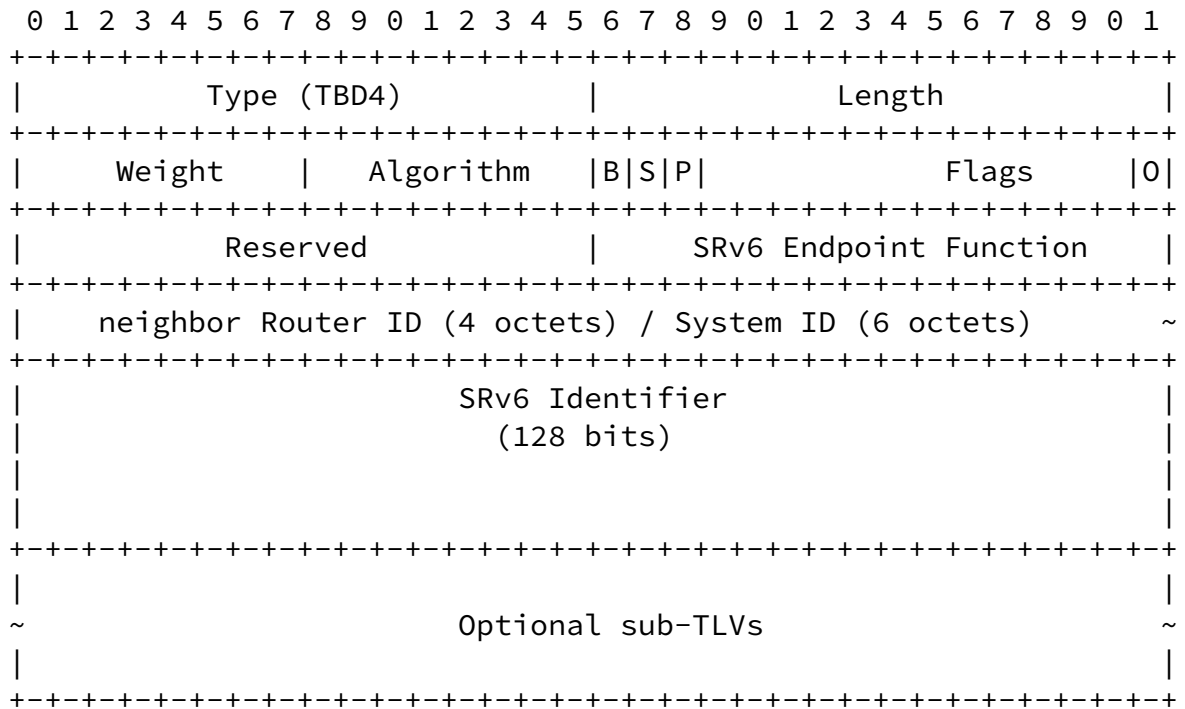 0 1 2 3 4 5 6 7 8 9 0 1 2 3 4 5 6 7 8 9 0 1 2 3 4 5 6 7 8 9 0 1
+-+-+-+-+-+-+-+-+-+-+-+-+-+-+-+-+-+-+-+-+-+-+-+-+-+-+-+-+-+-+-+-+
|          Type (TBD4)          |             Length            |
+-+-+-+-+-+-+-+-+-+-+-+-+-+-+-+-+-+-+-+-+-+-+-+-+-+-+-+-+-+-+-+-+
|     Weight    |   Algorithm   |B|S|P|             Flags     |O|
+-+-+-+-+-+-+-+-+-+-+-+-+-+-+-+-+-+-+-+-+-+-+-+-+-+-+-+-+-+-+-+-+
|           Reserved            |     SRv6 Endpoint Function    |
+-+-+-+-+-+-+-+-+-+-+-+-+-+-+-+-+-+-+-+-+-+-+-+-+-+-+-+-+-+-+-+-+
|    neighbor Router ID (4 octets) / System ID (6 octets)       ~
+-+-+-+-+-+-+-+-+-+-+-+-+-+-+-+-+-+-+-+-+-+-+-+-+-+-+-+-+-+-+-+-+
|                        SRv6 Identifier                        |
|                          (128 bits)                           |
|                                                               |
|                                                               |
+-+-+-+-+-+-+-+-+-+-+-+-+-+-+-+-+-+-+-+-+-+-+-+-+-+-+-+-+-+-+-+-+
|                                                               |
~                        Optional sub-TLVs                      ~
|                                                               |
+-+-+-+-+-+-+-+-+-+-+-+-+-+-+-+-+-+-+-+-+-+-+-+-+-+-+-+-+-+-+-+-+